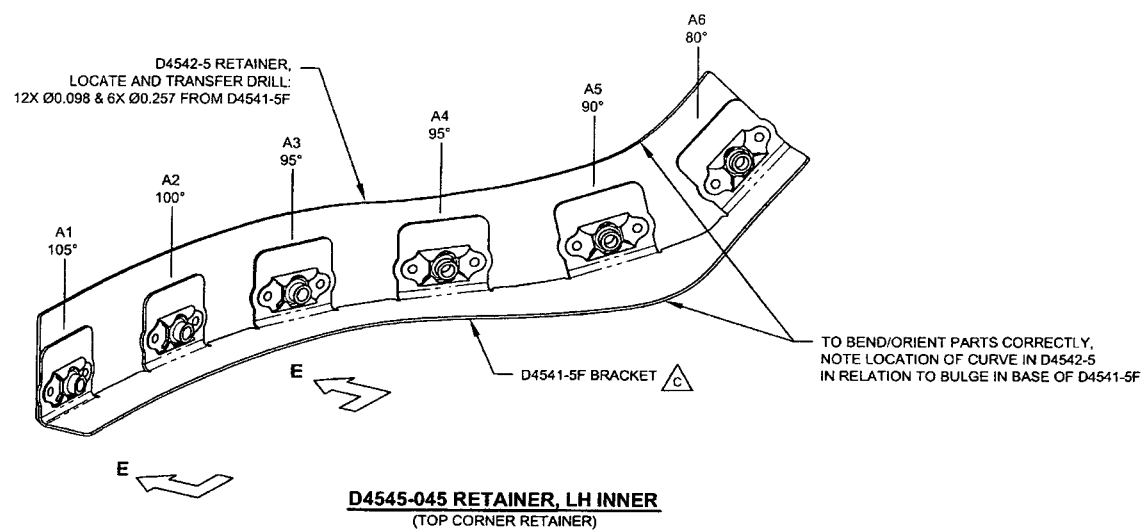 A6
80°
D4542-5 RETAINER,
LOCATE AND TRANSFER DRILL:
12X Ø0.098 & 6X Ø0.257 FROM D4541-5F
A5
90°
A4
95°
A3
95°
A2
100°
A1
105°
TO BEND/ORIENT PARTS CORRECTLY,
NOTE LOCATION OF CURVE IN D4542-5
IN RELATION TO BULGE IN BASE OF D4541-5F
E
D4541-5F BRACKET C
E
D4545-045 RETAINER, LH INNER
(TOP CORNER RETAINER)